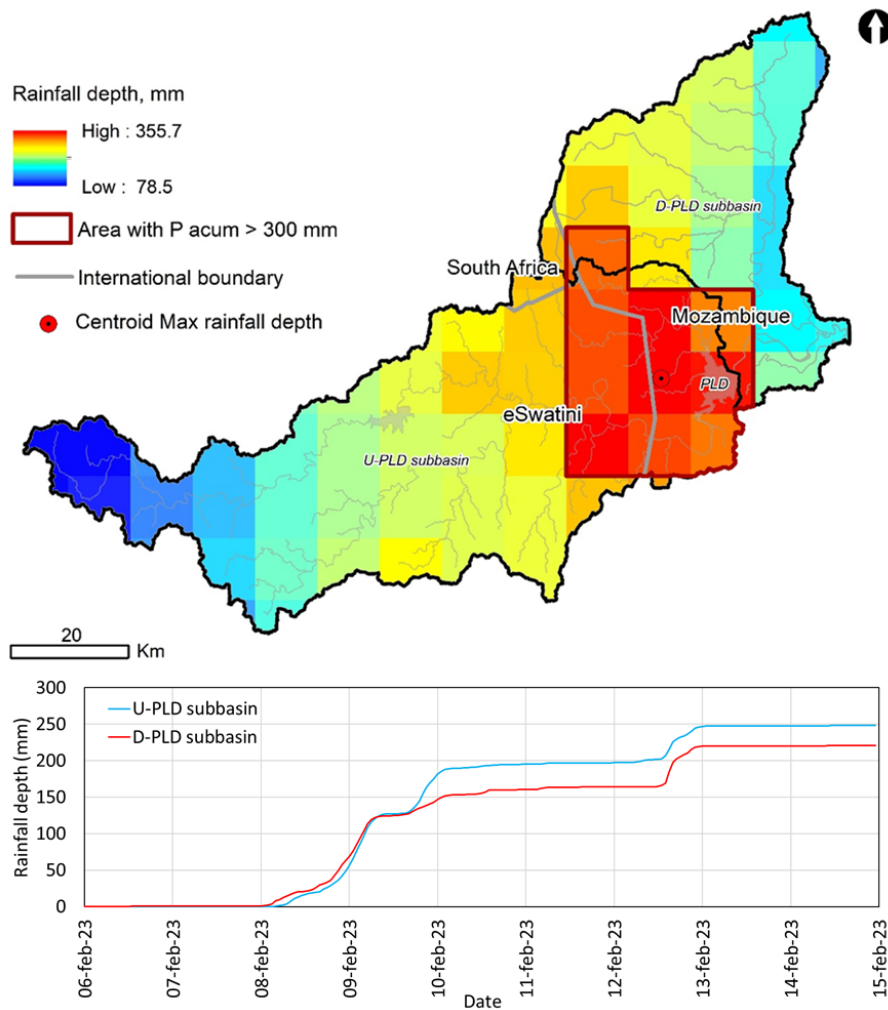 Rainfall depth, mm
High : 355.7
Low : 78.5
Area with P acum > 300 mm
International boundary
Centroid Max rainfall depth
D-PLD subbasin
South Africa
Mozambique
PLD
eSwatini
U-PLD subbasin
20
Km
300
250
200
150
100
50
0
Rainfall depth (mm)
U-PLD subbasin
D-PLD subbasin
06-feb-23
07-feb-23
08-feb-23
09-feb-23
10-feb-23
11-feb-23
12-feb-23
13-feb-23
14-feb-23
15-feb-23
Date